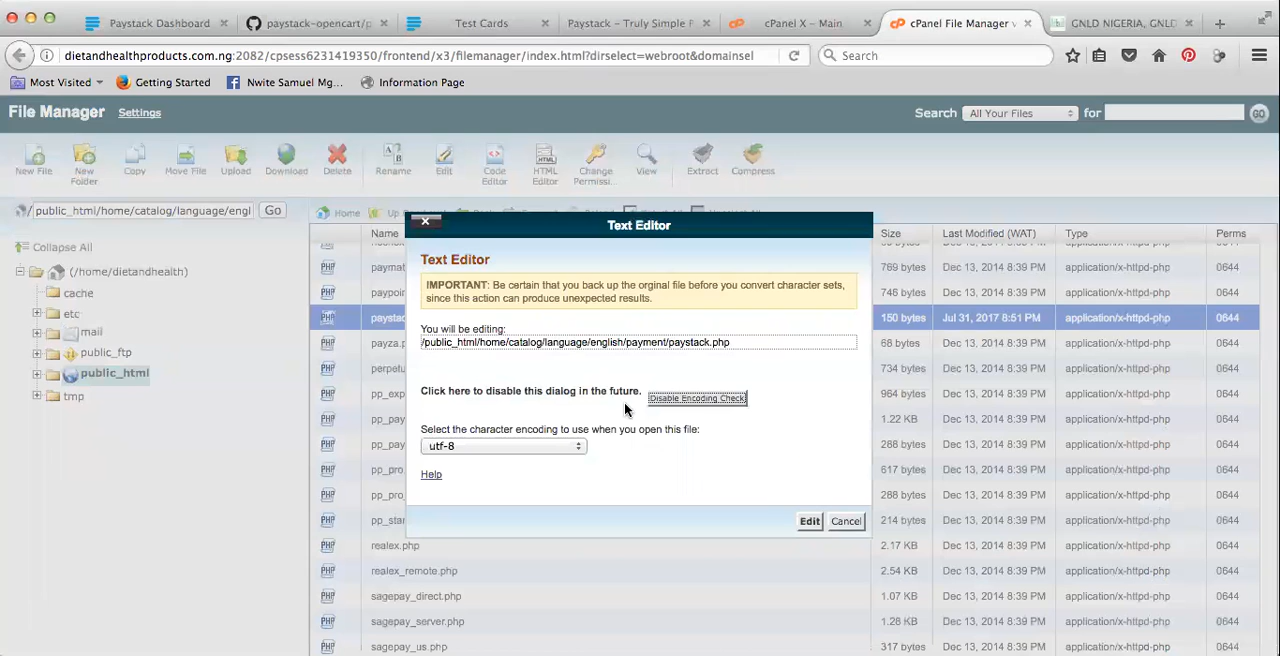 Paystack Dashboard
paystack-opencart/p
Test Cards
Paystack – Truly Simple F
cPanel X – Main
cPanel File Manager v
GNLD NIGERIA, GNLD
dietandhealthproducts.com.ng:2082/cpsess6231419350/frontend/x3/filemanager/index.html?dirselect=webroot&domainsel
Search
Most Visited
Getting Started
Nwite Samuel Mg...
Information Page
File Manager Settings
Search All Your Files for GO
New File
New Folder
Copy
Move File
Upload
Download
Delete
Rename
Edit
Code Editor
HTML Editor
Change Permissi...
View
Extract
Compress
/ public_html/home/catalog/language/engl Go
Home
Collapse All
(/home/dietandhealth)
cache
etc
mail
public_ftp
public_html
tmp
Name Size Last Modified (WAT) Type Perms
769 bytes Dec 13, 2014 8:39 PM application/x-httpd-php 0644
746 bytes Dec 13, 2014 8:39 PM application/x-httpd-php 0644
150 bytes Jul 31, 2017 8:51 PM application/x-httpd-php 0644
payza.p 68 bytes Dec 13, 2014 8:39 PM application/x-httpd-php 0644
perpetu 734 bytes Dec 13, 2014 8:39 PM application/x-httpd-php 0644
pp_exp 964 bytes Dec 13, 2014 8:39 PM application/x-httpd-php 0644
pp_pay 1.22 KB Dec 13, 2014 8:39 PM application/x-httpd-php 0644
pp_pay 288 bytes Dec 13, 2014 8:39 PM application/x-httpd-php 0644
pp_pro 617 bytes Dec 13, 2014 8:39 PM application/x-httpd-php 0644
pp_pro 288 bytes Dec 13, 2014 8:39 PM application/x-httpd-php 0644
pp_sta 214 bytes Dec 13, 2014 8:39 PM application/x-httpd-php 0644
realex.php 2.17 KB Dec 13, 2014 8:39 PM application/x-httpd-php 0644
realex_remote.php 2.54 KB Dec 13, 2014 8:39 PM application/x-httpd-php 0644
sagepay_direct.php 1.07 KB Dec 13, 2014 8:39 PM application/x-httpd-php 0644
sagepay_server.php 1.28 KB Dec 13, 2014 8:39 PM application/x-httpd-php 0644
sagepay_us.php 317 bytes Dec 13, 2014 8:39 PM application/x-httpd-php 0644
Text Editor
Text Editor
IMPORTANT: Be certain that you back up the orginal file before you convert character sets,
since this action can produce unexpected results.
You will be editing:
/public_html/home/catalog/language/english/payment/paystack.php
Click here to disable this dialog in the future. Disable Encoding Check
Select the character encoding to use when you open this file:
utf-8
Help
Edit Cancel